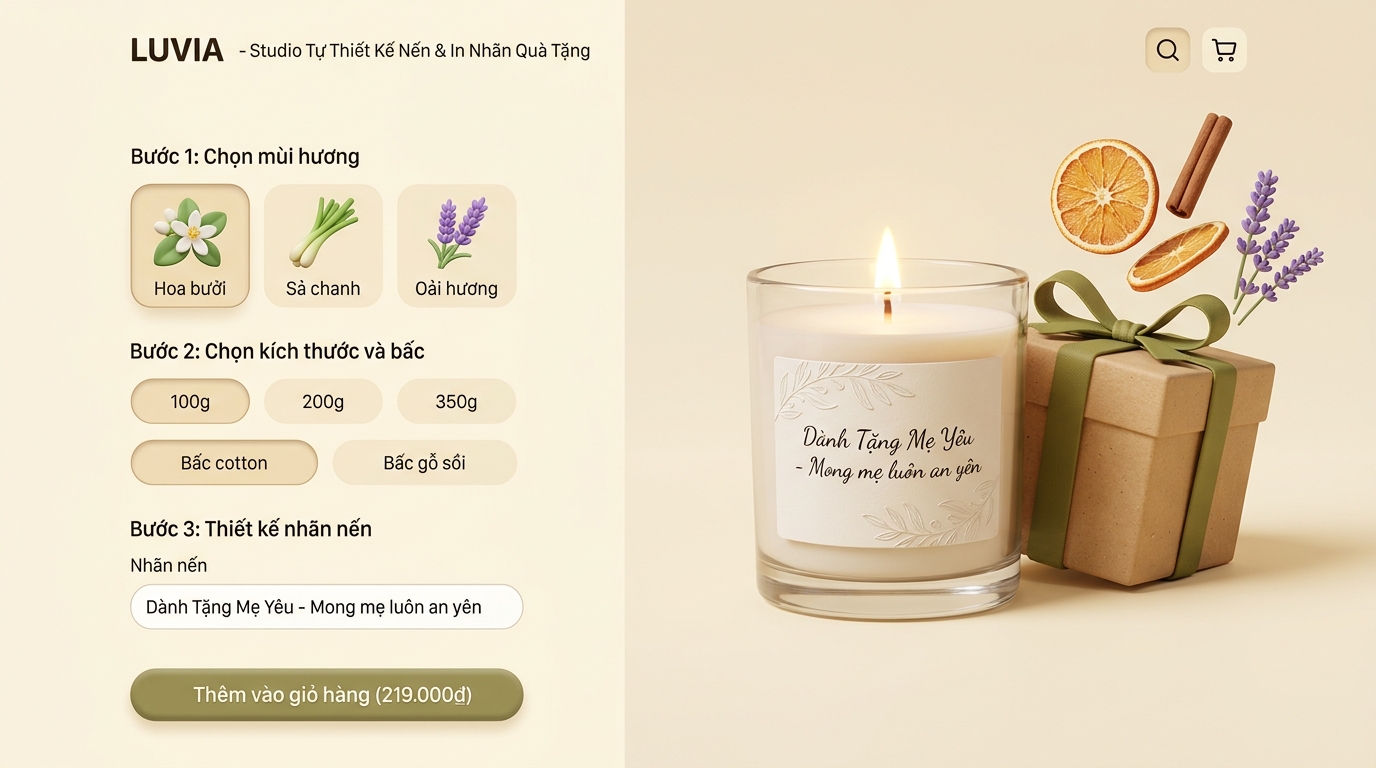 LUVIA - Studio Tự Thiết Kế Nến & In Nhãn Quà Tặng
Bước 1: Chọn mùi hương
Hoa bưởi
Sả chanh
Oải hương
Bước 2: Chọn kích thước và bấc
100g
200g
350g
Bấc cotton
Bấc gỗ sồi
Bước 3: Thiết kế nhãn nến
Nhãn nến
Dành Tặng Mẹ Yêu - Mong mẹ luôn an yên
Thêm vào giỏ hàng (219.000₫)
Dành Tặng Mẹ Yêu
- Mong mẹ luôn an yên